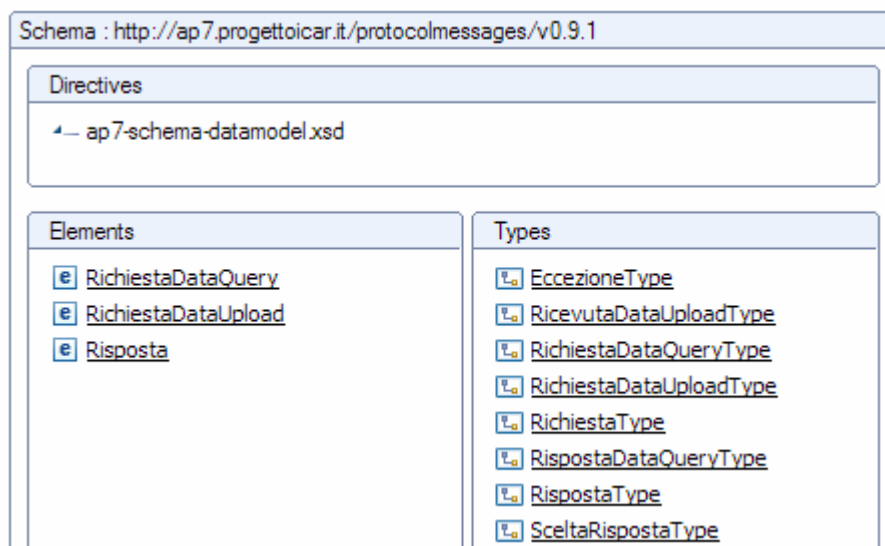 Schema : http://ap7.progettoicar.it/protocolmessages/v0.9.1
Directives
ap7-schema-datamodel.xsd
Elements
e RichiestaDataQuery
e RichiestaDataUpload
e Risposta
Types
EccezioneType
RicevutaDataUploadType
RichiestaDataQueryType
RichiestaDataUploadType
RichiestaType
RispostaDataQueryType
RispostaType
SceltaRispostaType